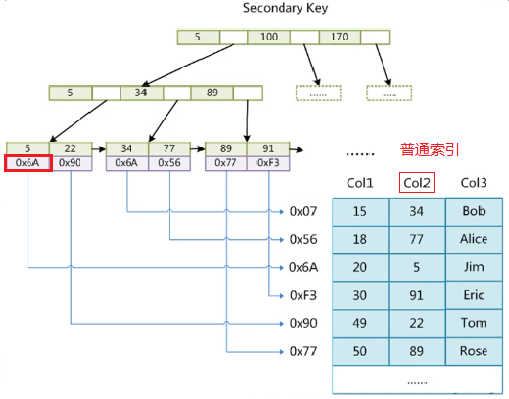 Secondary Key
5 100 170
5 34 89 ...... ......
5 22 34 77 89 91
0x6A 0x90 0x6A 0x56 0x77 0xF3
...... 普通索引
Col1 Col2 Col3
0x07 15 34 Bob
0x56 18 77 Alice
0x6A 20 5 Jim
0xF3 30 91 Eric
0x90 49 22 Tom
0x77 50 89 Rose
......